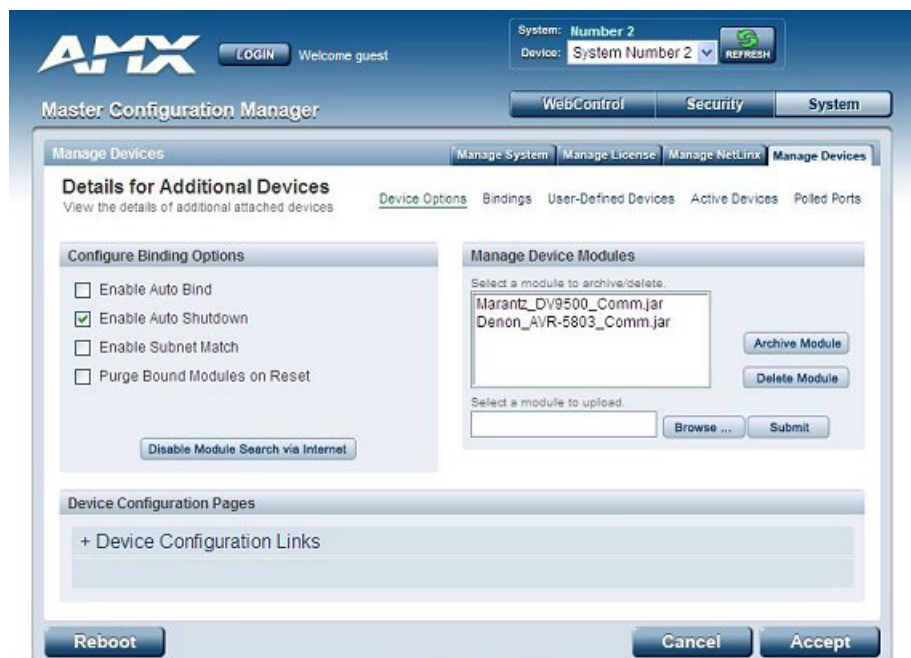 AMX LOGIN Welcome guest
System: Number 2
Device: System Number 2 REFRESH
Master Configuration Manager
WebControl Security System
Manage Devices
Manage System Manage License Manage NetLinx Manage Devices
Details for Additional Devices
View the details of additional attached devices
Device Options Bindings User-Defined Devices Active Devices Polled Ports
Configure Binding Options
Enable Auto Bind
Enable Auto Shutdown
Enable Subnet Match
Purge Bound Modules on Reset
Disable Module Search via Internet
Manage Device Modules
Select a module to archive/delete.
Marantz_DV9500_Comm.jar
Denon_AVR-5803_Comm.jar
Archive Module
Delete Module
Select a module to upload.
Browse ... Submit
Device Configuration Pages
+ Device Configuration Links
Reboot Cancel Accept